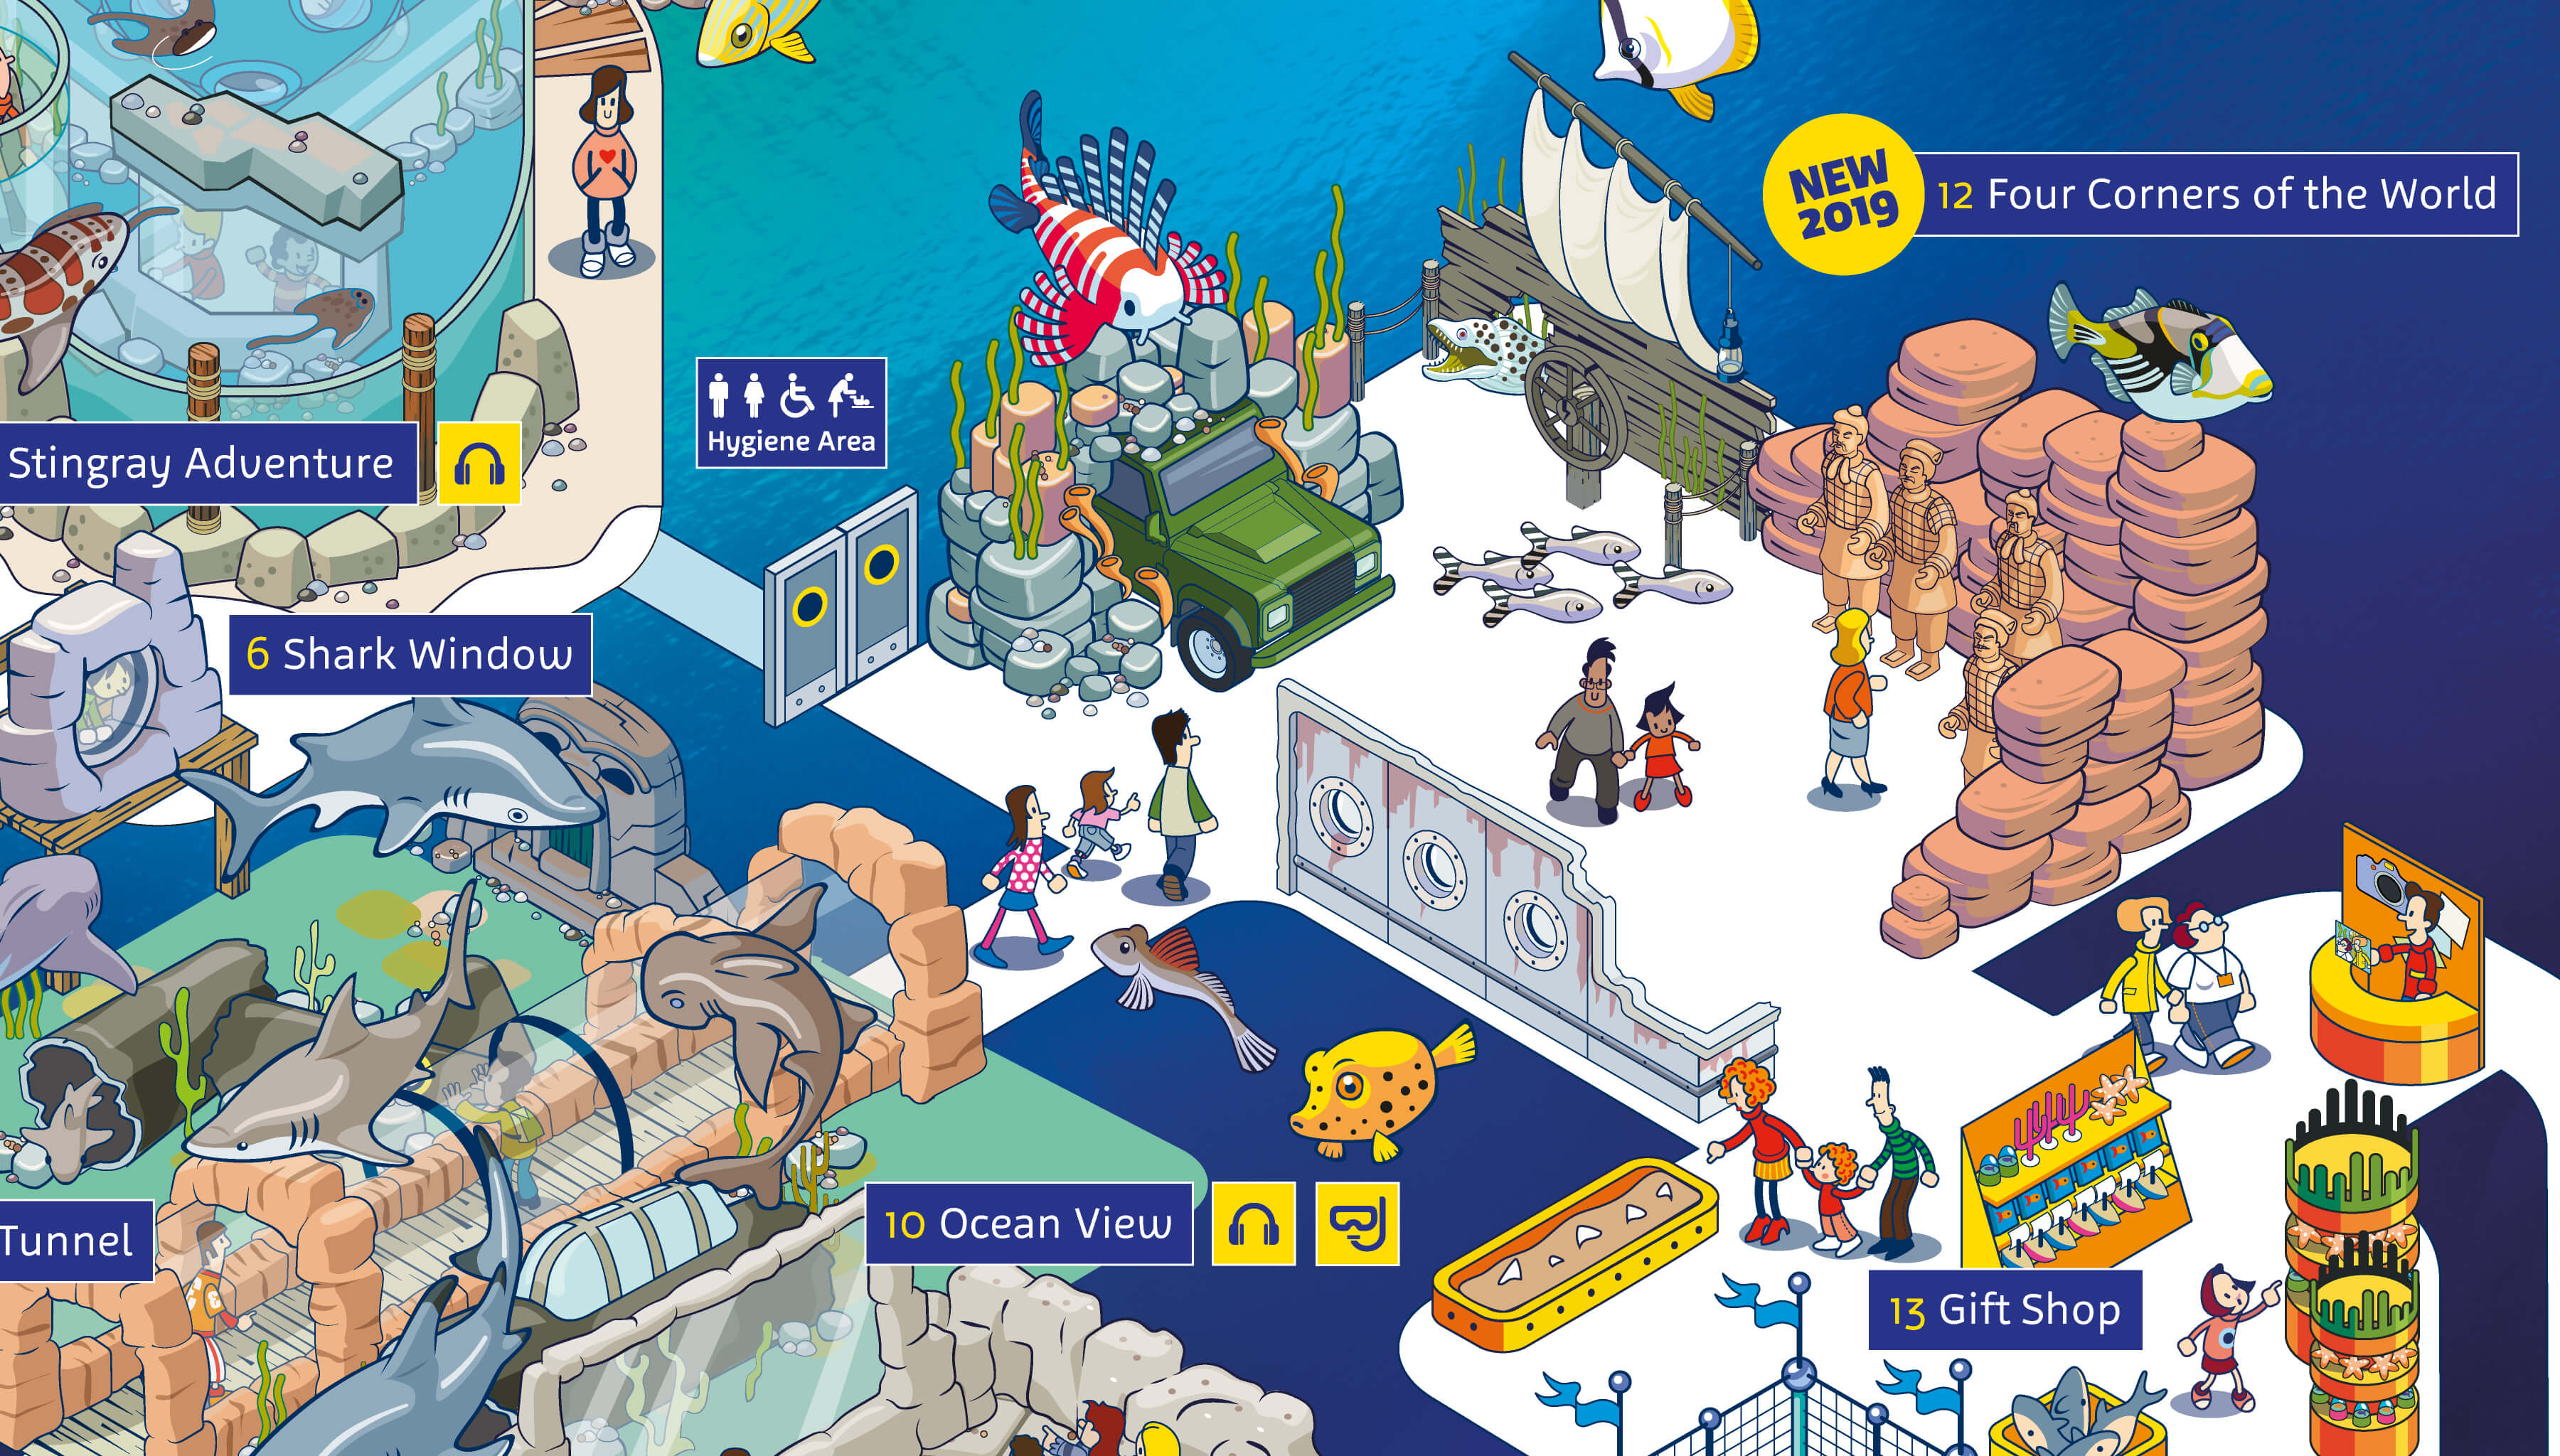 NEW
2019
12 Four Corners of the World
Hygiene Area
Stingray Adventure
6 Shark Window
Tunnel
10 Ocean View
13 Gift Shop